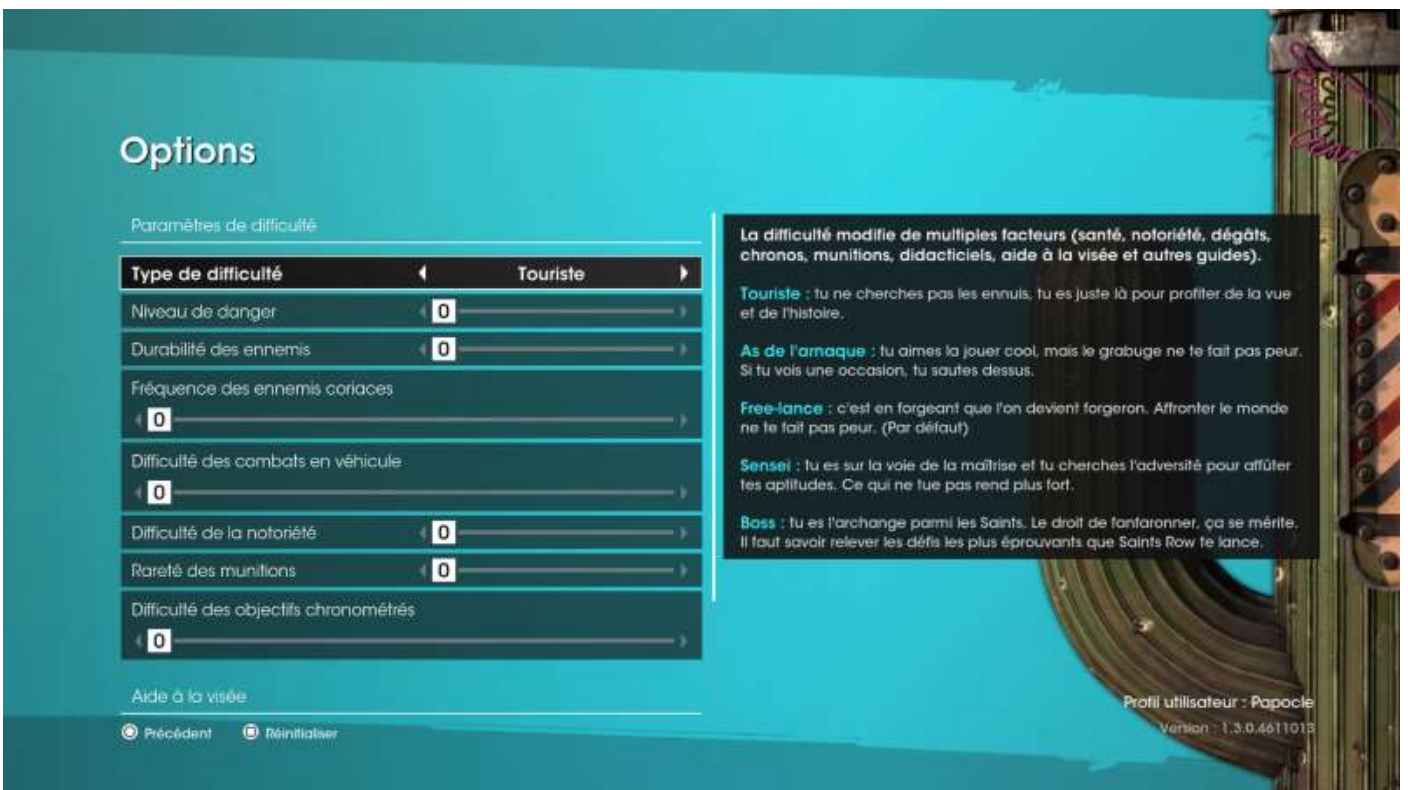 Options
Paramètres de difficulté
Type de difficulté Touriste
Niveau de danger 0
Durabilité des ennemis 0
Fréquence des ennemis coriaces
0
Difficulté des combats en véhicule
0
Difficulté de la notoriété 0
Rareté des munitions 0
Difficulté des objectifs chronométrés
0
Aide à la visée
Précédent Réinitialiser
La difficulté modifie de multiples facteurs (santé, notoriété, dégâts,
chronos, munitions, didacticiels, aide à la visée et autres guides).
Touriste : tu ne cherches pas les ennuis, tu es juste là pour profiter de la vue
et de l'histoire.
As de l'arnaque : tu aimes la jouer cool, mais le grabuge ne te fait pas peur.
Si tu vois une occasion, tu sautes dessus.
Free-lance : c'est en forgeant que l'on devient forgeron. Affronter le monde
ne te fait pas peur. (Par défaut)
Sensei : tu es sur la voie de la maîtrise et tu cherches l'adversité pour affûter
tes aptitudes. Ce qui ne tue pas rend plus fort.
Boss : tu es l'archange parmi les Saints. Le droit de fanfaronner, ça se mérite.
Il faut savoir relever les défis les plus éprouvants que Saints Row te lance.
Profil utilisateur : Papocle
Version : 1.3.0.4611013